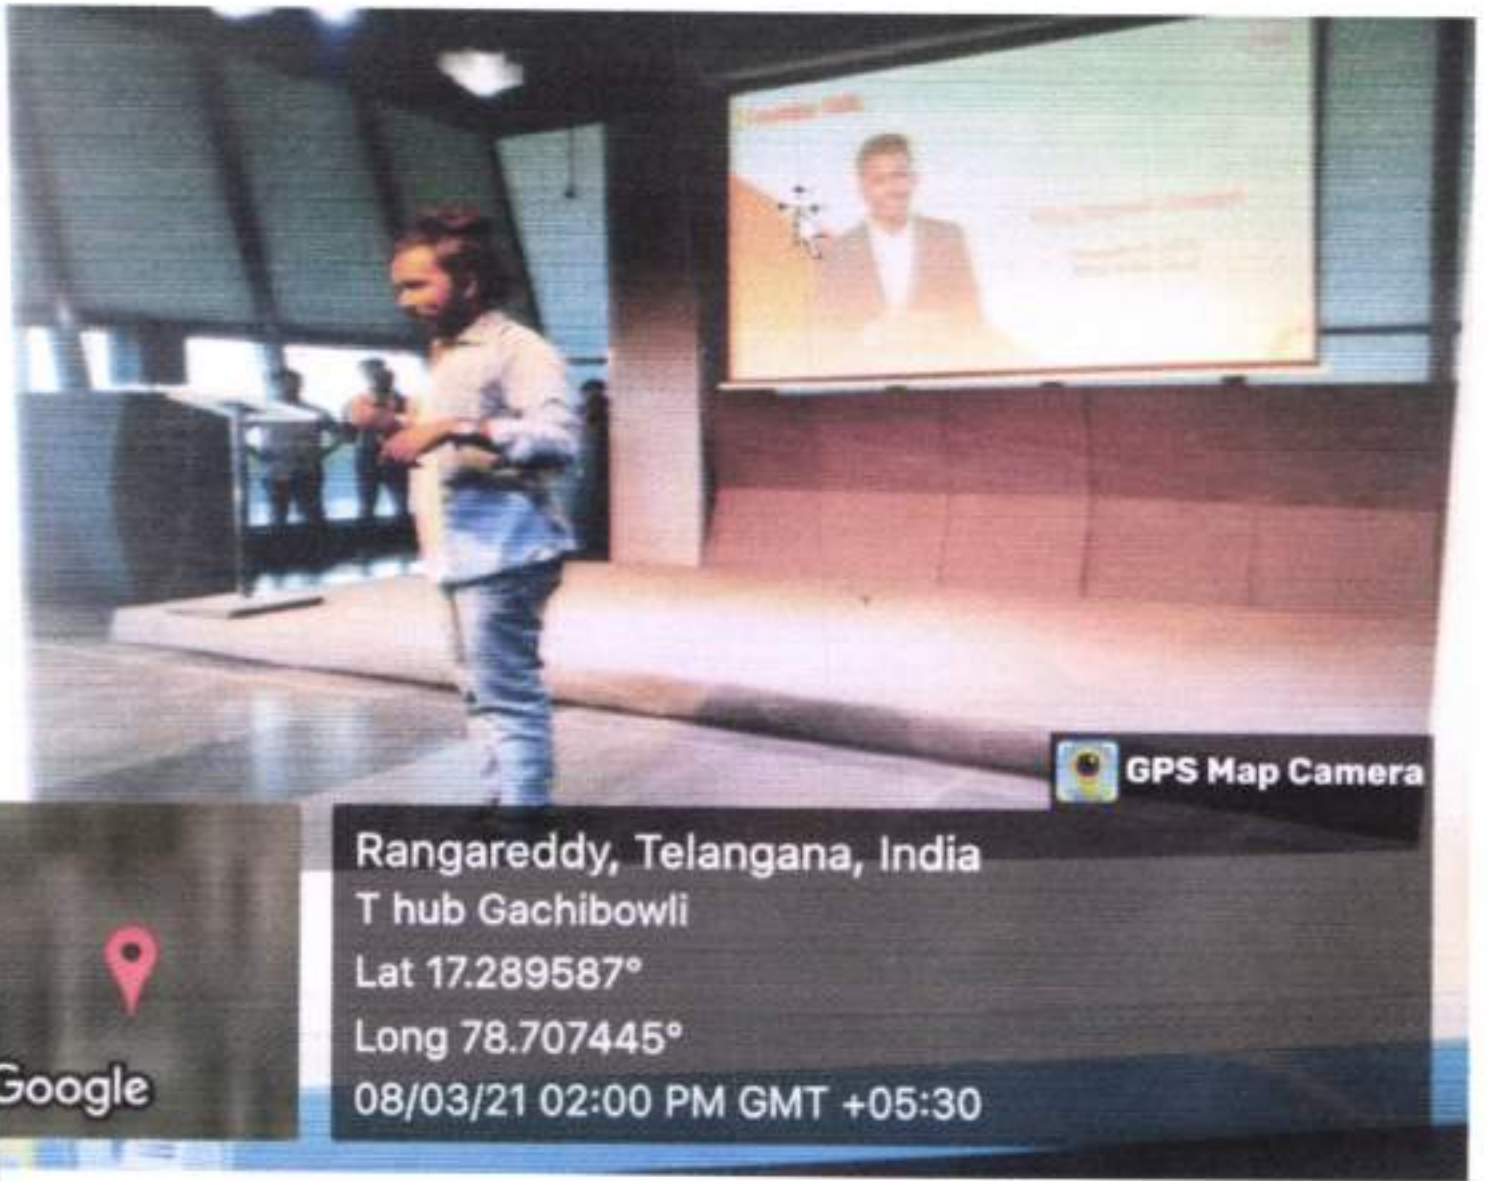 GPS Map Camera
Rangareddy, Telangana, India
T hub Gachibowli
Lat 17.289587°
Long 78.707445°
08/03/21 02:00 PM GMT +05:30
Google